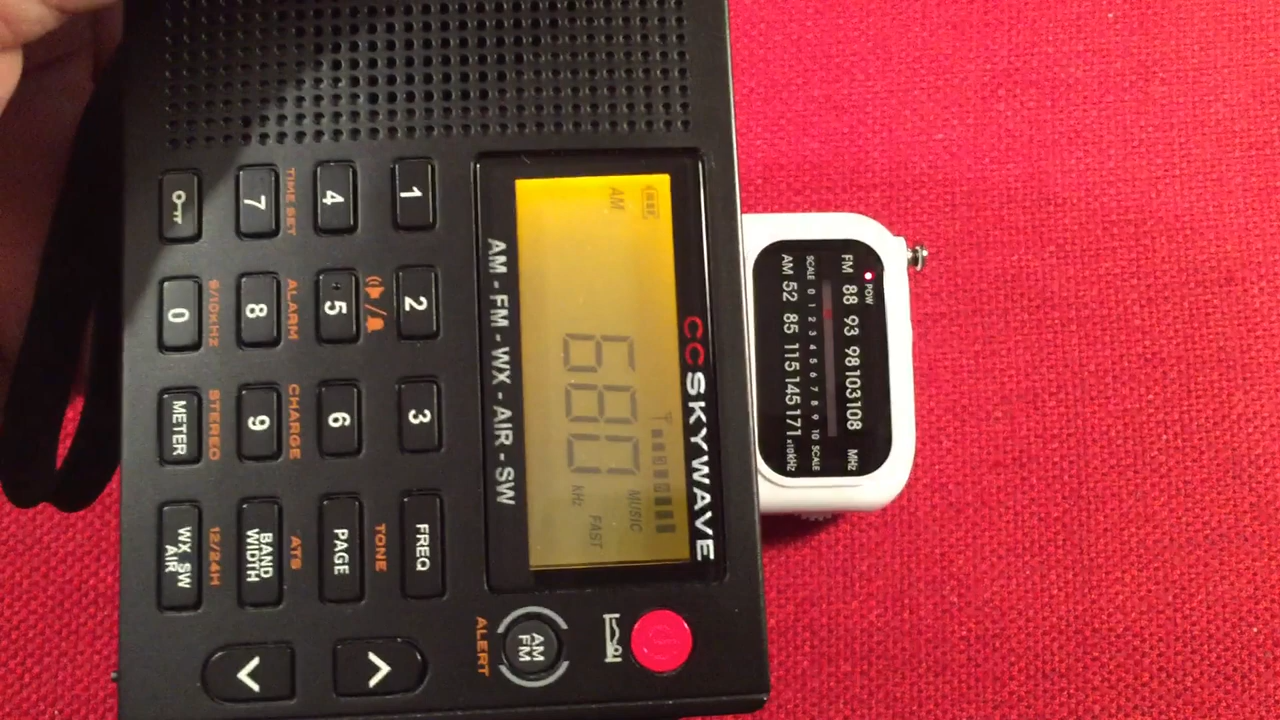 CCSKYWAVE
AM
MUSIC
680
FAST
kHz
AM - FM - WX - AIR - SW
AM
FM
ALERT
1
2
3
FREQ
TONE
4
5
6
PAGE
TIME SET
ALARM
CHARGE
ATS
7
8
9
BAND
WIDTH
9/10kHz
STEREO
12/24H
0
METER
WX SW
AIR
POW
FM 88 93 98 103 108 MHz
SCALE 0 1 2 3 4 5 6 7 8 9 10 SCALE
AM 52 85 115 145 171 x10kHz